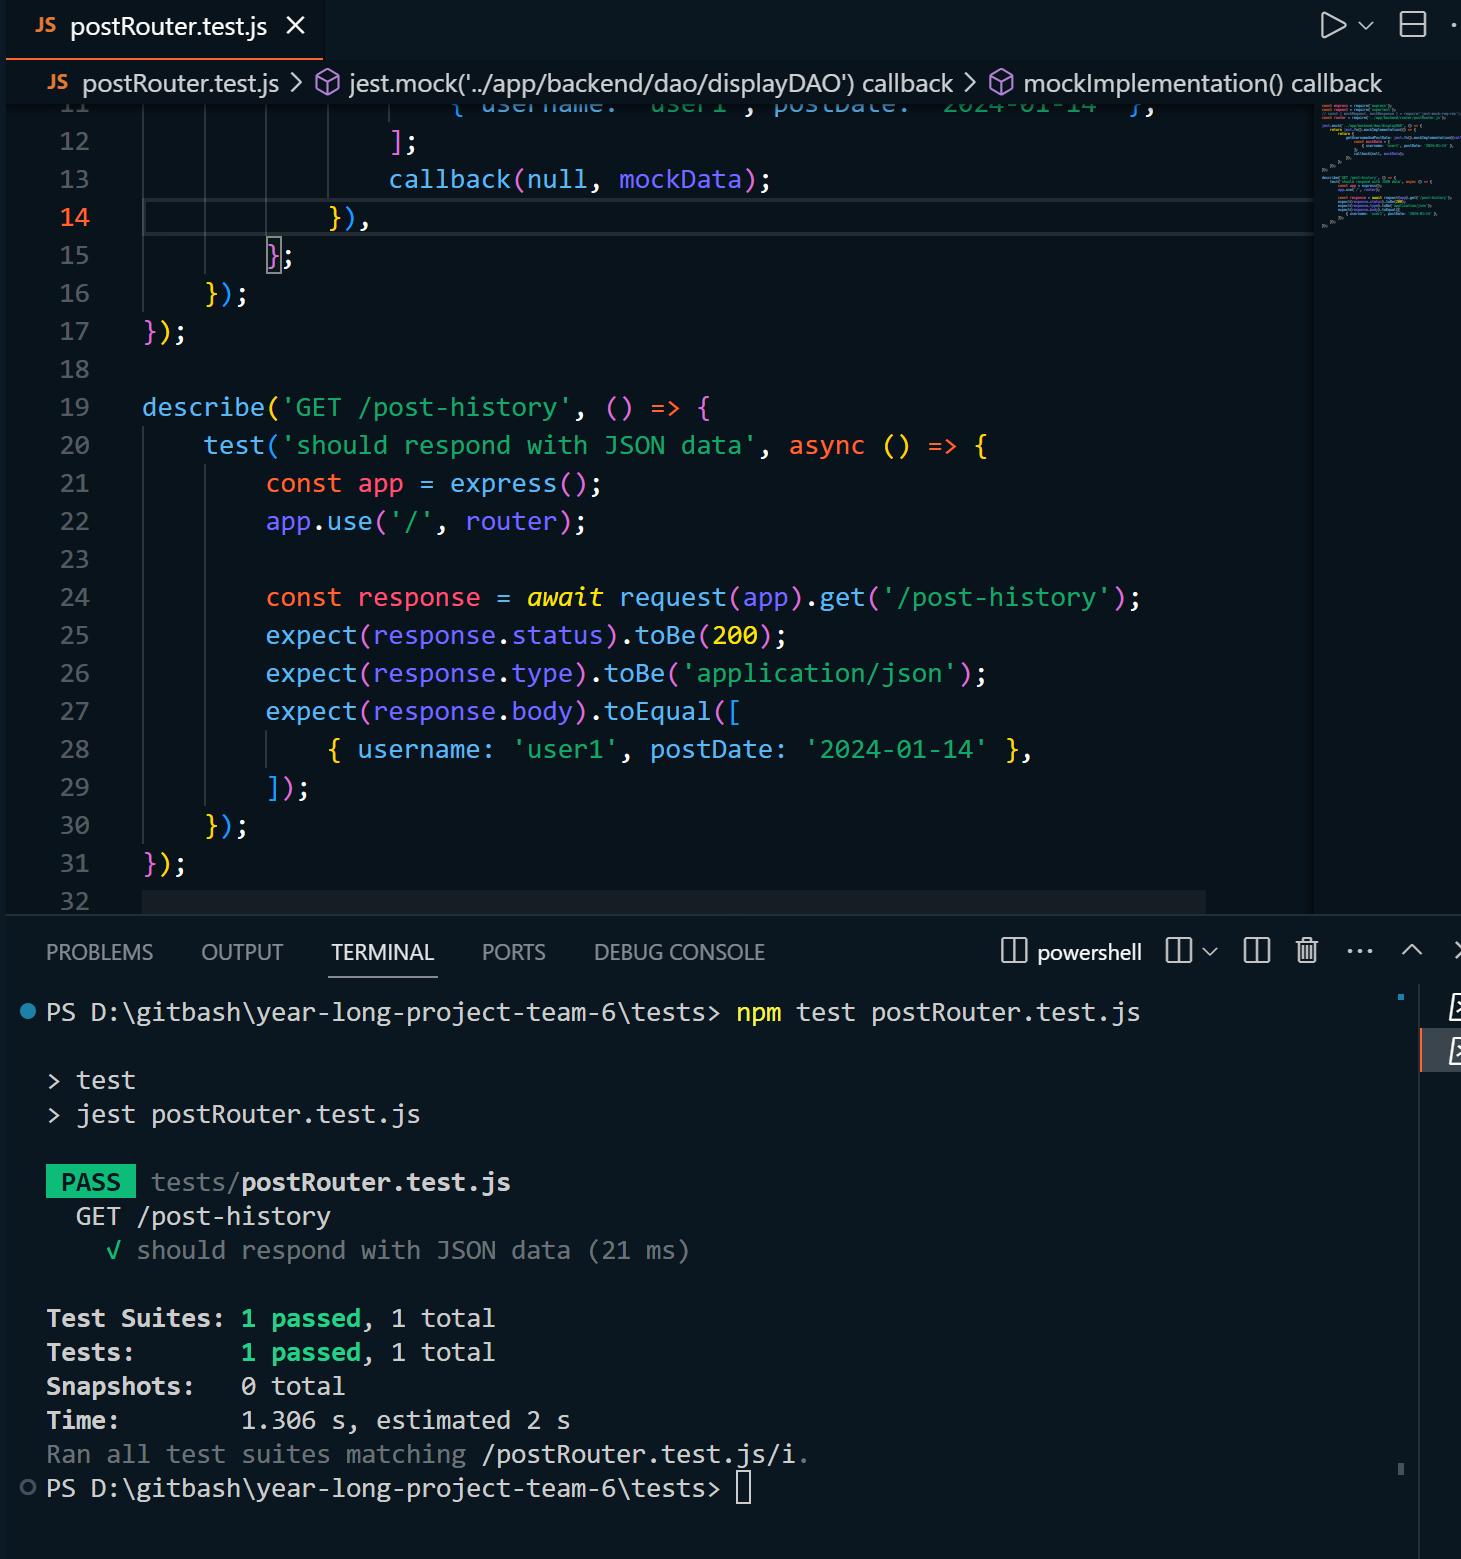 JS postRouter.test.js
JS postRouter.test.js > jest.mock('../app/backend/dao/displayDAO') callback > mockImplementation() callback
11 { username: 'user1', postDate: '2024-01-14' },
12 ];
13 callback(null, mockData);
14 }),
15 };
16 });
17 });
18
19 describe('GET /post-history', () => {
20 test('should respond with JSON data', async () => {
21 const app = express();
22 app.use('/', router);
23
24 const response = await request(app).get('/post-history');
25 expect(response.status).toBe(200);
26 expect(response.type).toBe('application/json');
27 expect(response.body).toEqual([
28 { username: 'user1', postDate: '2024-01-14' },
29 ]);
30 });
31 });
32
PROBLEMS OUTPUT TERMINAL PORTS DEBUG CONSOLE powershell
PS D:\gitbash\year-long-project-team-6\tests> npm test postRouter.test.js
> test
> jest postRouter.test.js
PASS tests/postRouter.test.js
GET /post-history
√ should respond with JSON data (21 ms)
Test Suites: 1 passed, 1 total
Tests: 1 passed, 1 total
Snapshots: 0 total
Time: 1.306 s, estimated 2 s
Ran all test suites matching /postRouter.test.js/i.
PS D:\gitbash\year-long-project-team-6\tests>